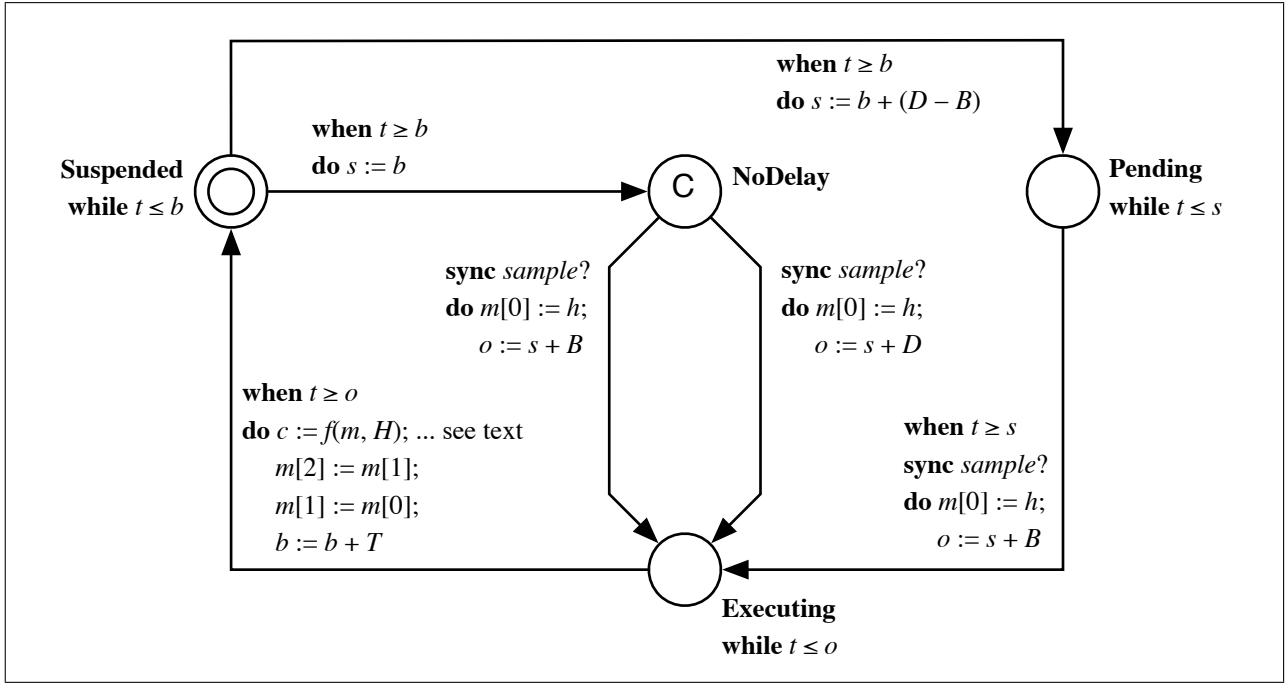 when t ≥ b
do s := b + (D – B)
when t ≥ b
do s := b
Suspended
while t ≤ b
C
NoDelay
Pending
while t ≤ s
sync sample?
do m[0] := h;
o := s + B
sync sample?
do m[0] := h;
o := s + D
when t ≥ o
do c := f(m, H); ... see text
m[2] := m[1];
m[1] := m[0];
b := b + T
when t ≥ s
sync sample?
do m[0] := h;
o := s + B
Executing
while t ≤ o